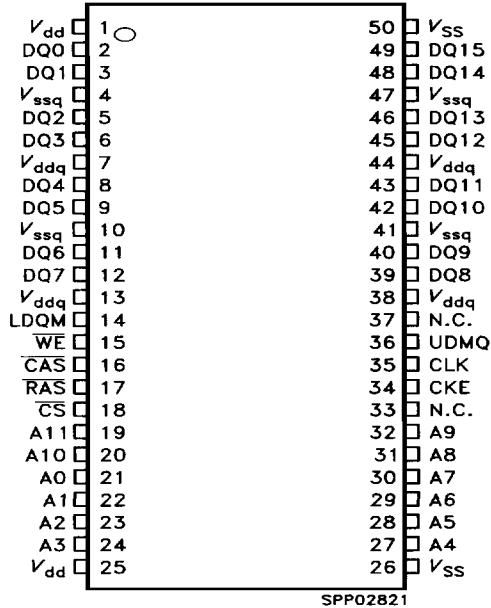 Vdd 1 50 VSS
DQ0 2 49 DQ15
DQ1 3 48 DQ14
Vssq 4 47 Vssq
DQ2 5 46 DQ13
DQ3 6 45 DQ12
Vddq 7 44 Vddq
DQ4 8 43 DQ11
DQ5 9 42 DQ10
Vssq 10 41 Vssq
DQ6 11 40 DQ9
DQ7 12 39 DQ8
Vddq 13 38 Vddq
LDQM 14 37 N.C.
WE 15 36 UDMQ
CAS 16 35 CLK
RAS 17 34 CKE
CS 18 33 N.C.
A11 19 32 A9
A10 20 31 A8
A0 21 30 A7
A1 22 29 A6
A2 23 28 A5
A3 24 27 A4
Vdd 25 26 VSS
SPP02821